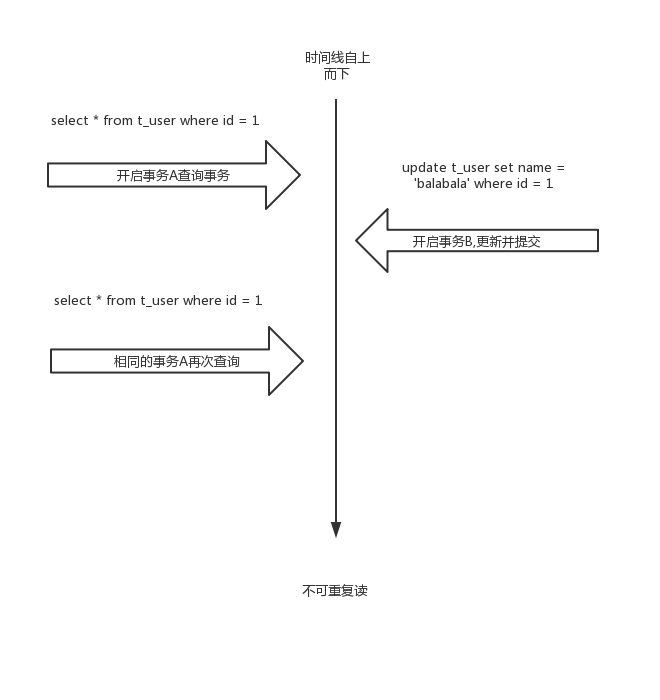 时间线自上
而下
select * from t_user where id = 1
开启事务A查询事务
update t_user set name =
'balabala' where id = 1
开启事务B,更新并提交
select * from t_user where id = 1
相同的事务A再次查询
不可重复读